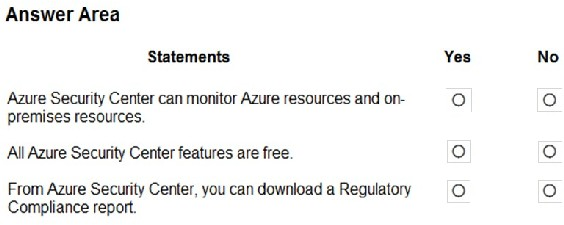 Answer Area
Statements Yes No
Azure Security Center can monitor Azure resources and on-
premises resources.
All Azure Security Center features are free.
From Azure Security Center, you can download a Regulatory
Compliance report.